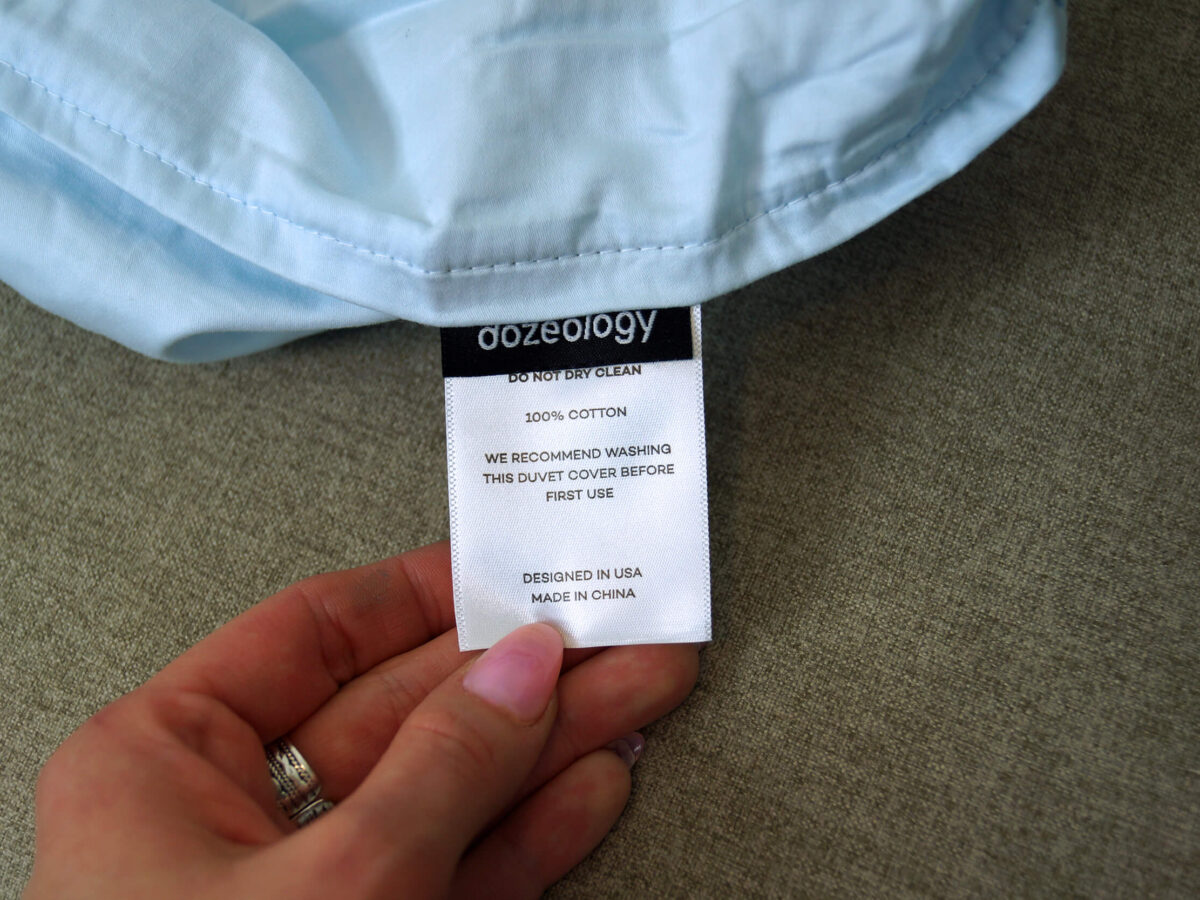 dozeology
DO NOT DRY CLEAN
100% COTTON
WE RECOMMEND WASHING
THIS DUVET COVER BEFORE
FIRST USE
DESIGNED IN USA
MADE IN CHINA